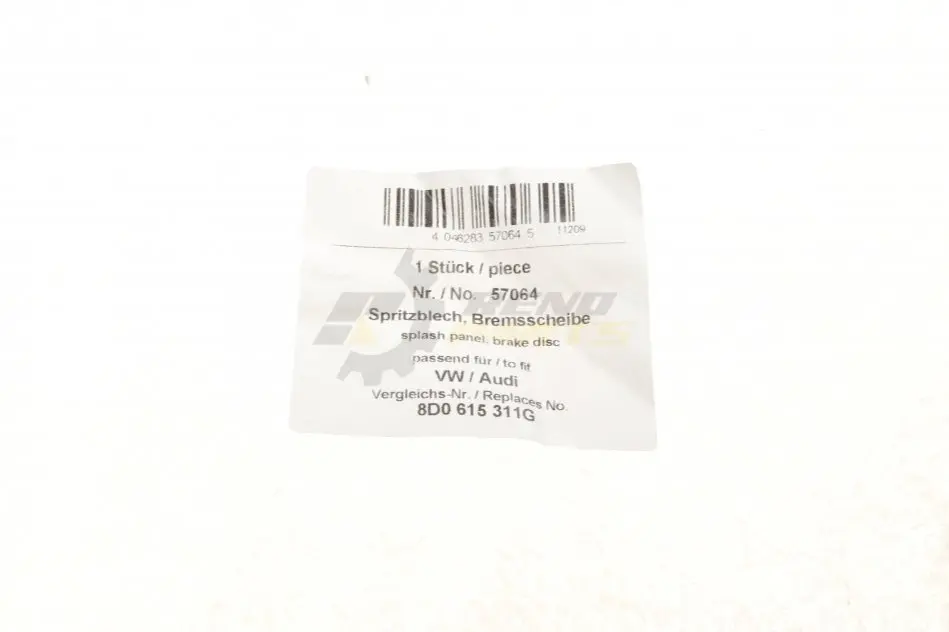 4 046283 57064 5 11209
1 Stück / piece
Nr. / No. 57064
Spritzblech, Bremsscheibe
splash panel, brake disc
passend für / to fit
VW / Audi
Vergleichs-Nr. / Replaces No.
8D0 615 311G